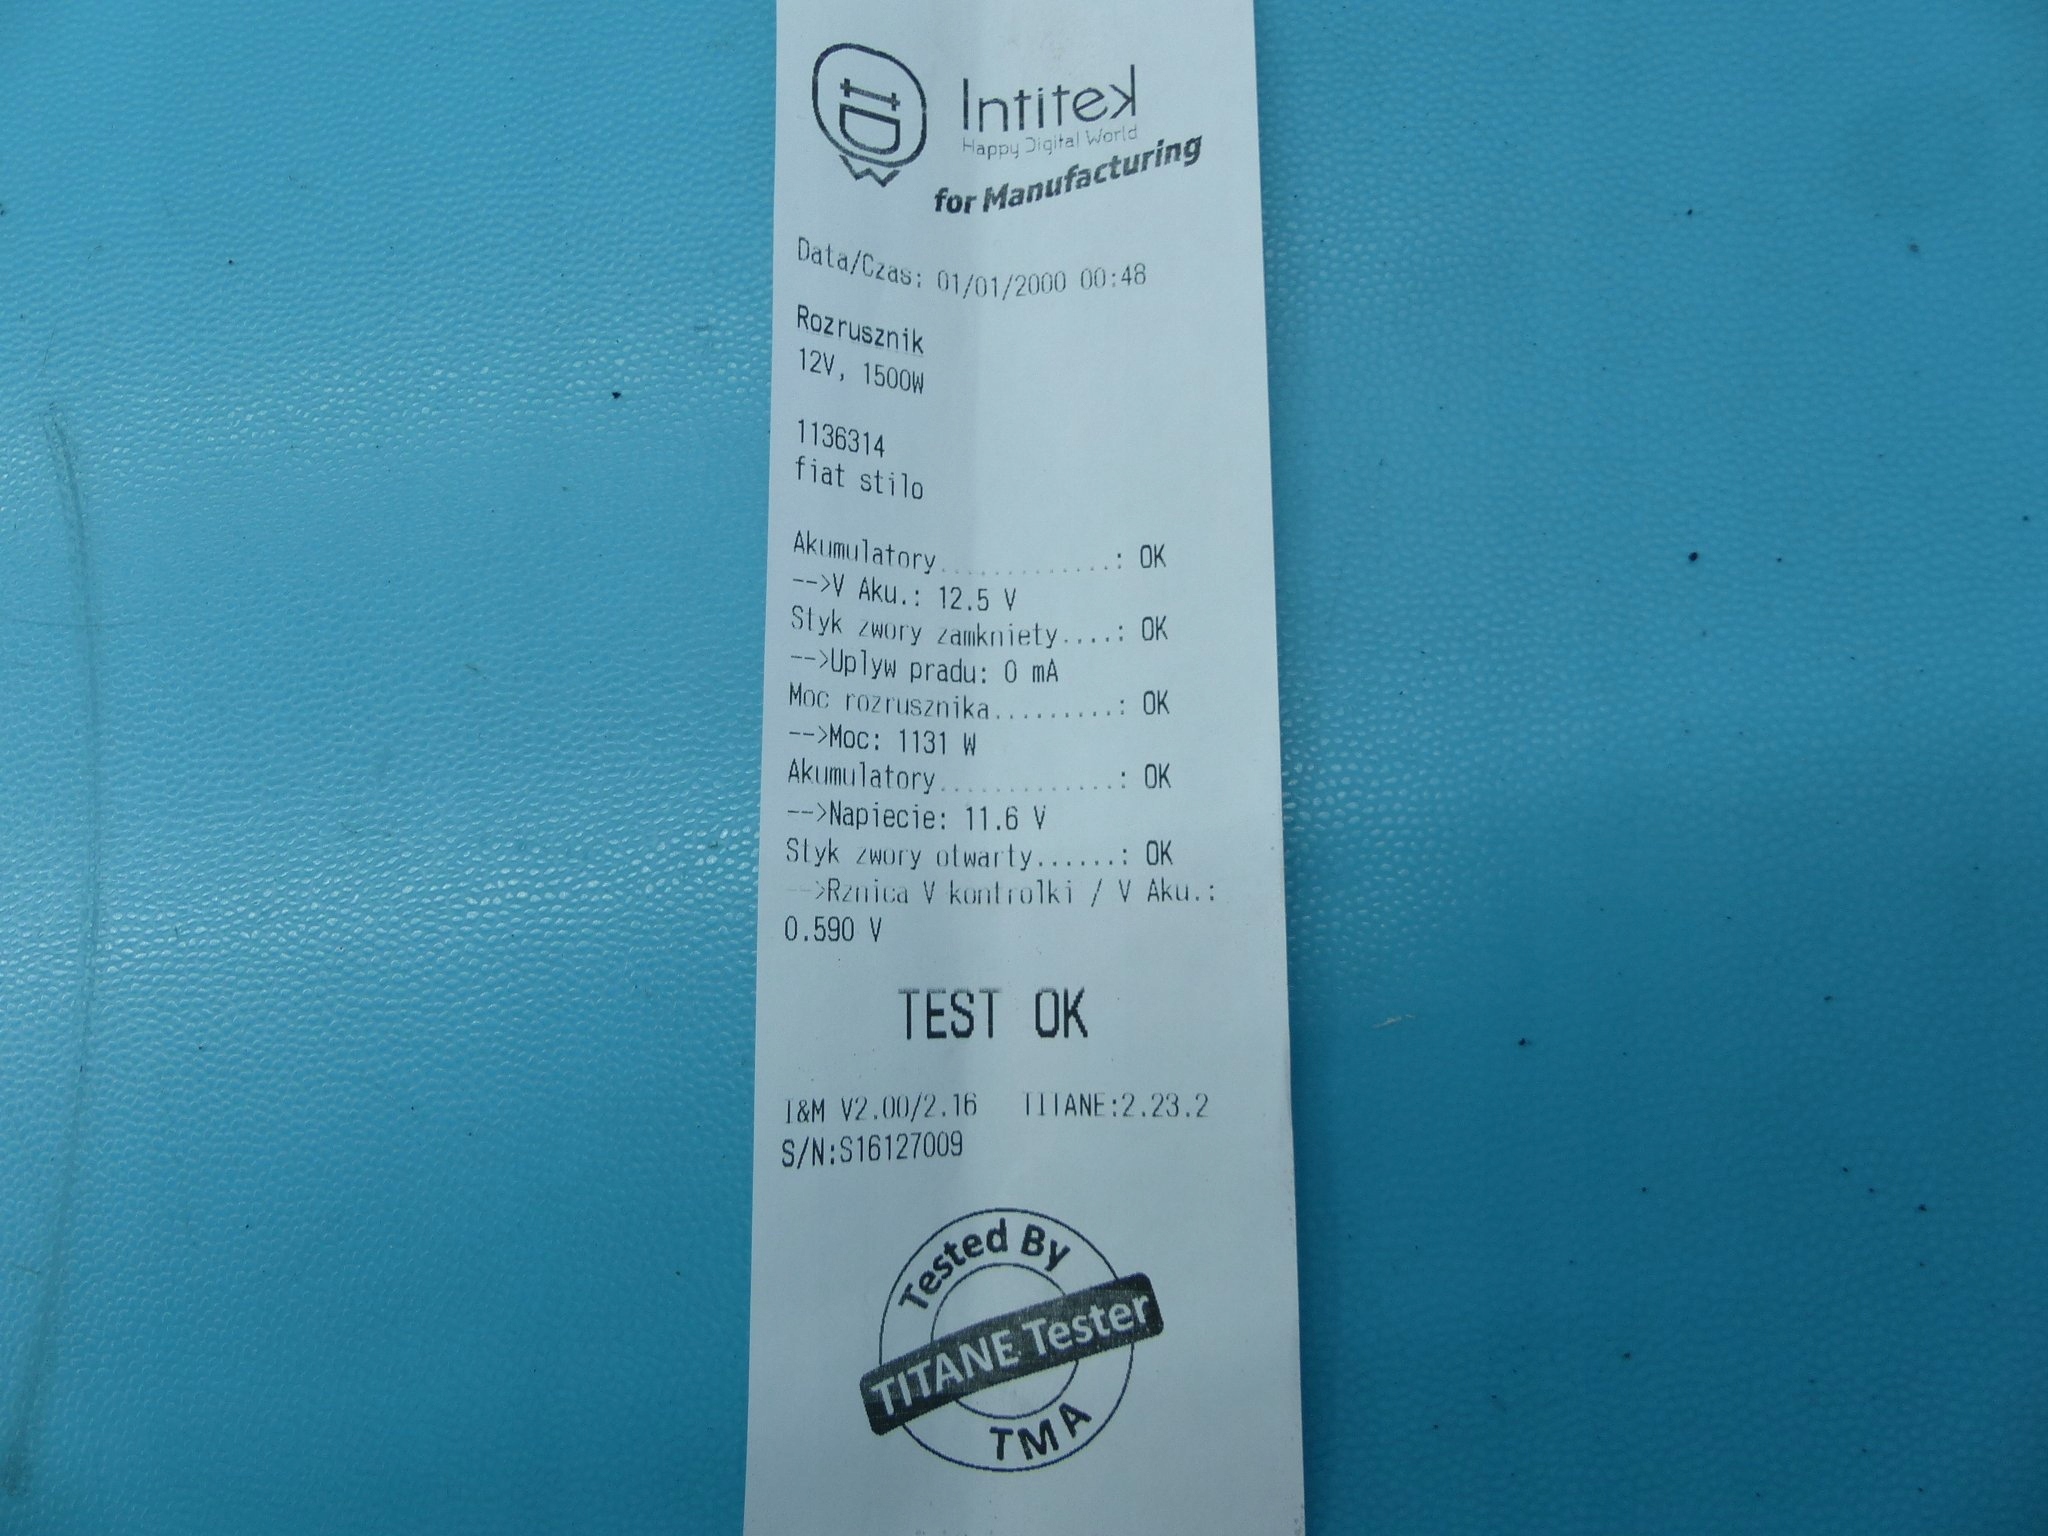 Intitek
Happy Digital World
for Manufacturing
Data/Czas: 01/01/2000 00:48
Rozrusznik
12V, 1500W
1136314
fiat stilo
Akumulatory.............: OK
-->V Aku.: 12.5 V
Styk zwory zamkniety....: OK
-->Uplyw pradu: 0 mA
Moc rozrusznika.........: OK
-->Moc: 1131 W
Akumulatory.............: OK
-->Napiecie: 11.6 V
Styk zwory otwarty......: OK
-->Rznica V kontrolki / V Aku.:
0.590 V
TEST OK
I&M V2.00/2.16 TITANE:2.23.2
S/N:S16127009
Tested By
TITANE Tester
TMA